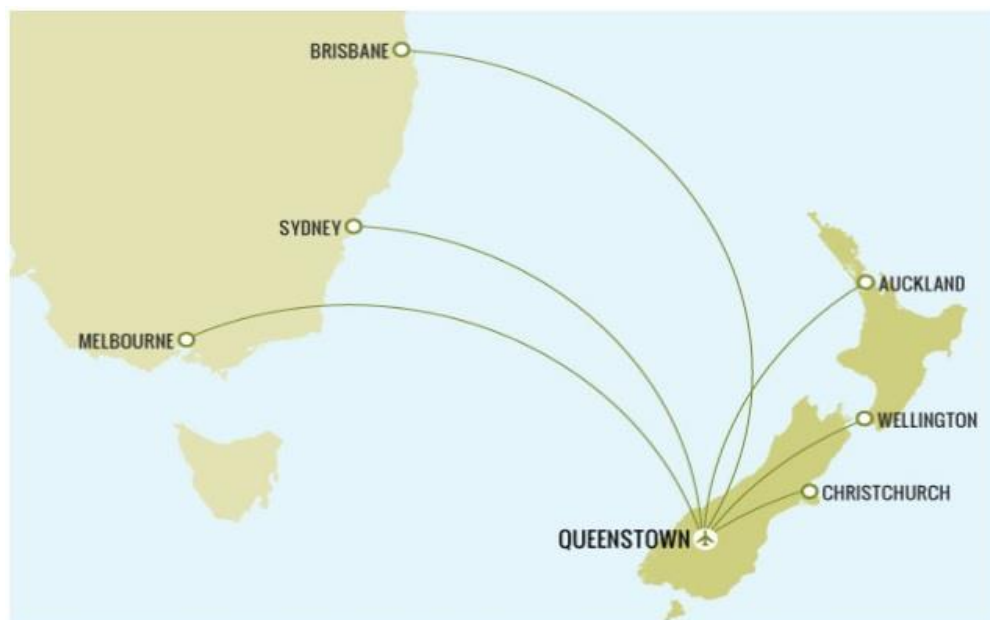 BRISBANE
SYDNEY
AUCKLAND
MELBOURNE
WELLINGTON
CHRISTCHURCH
QUEENSTOWN